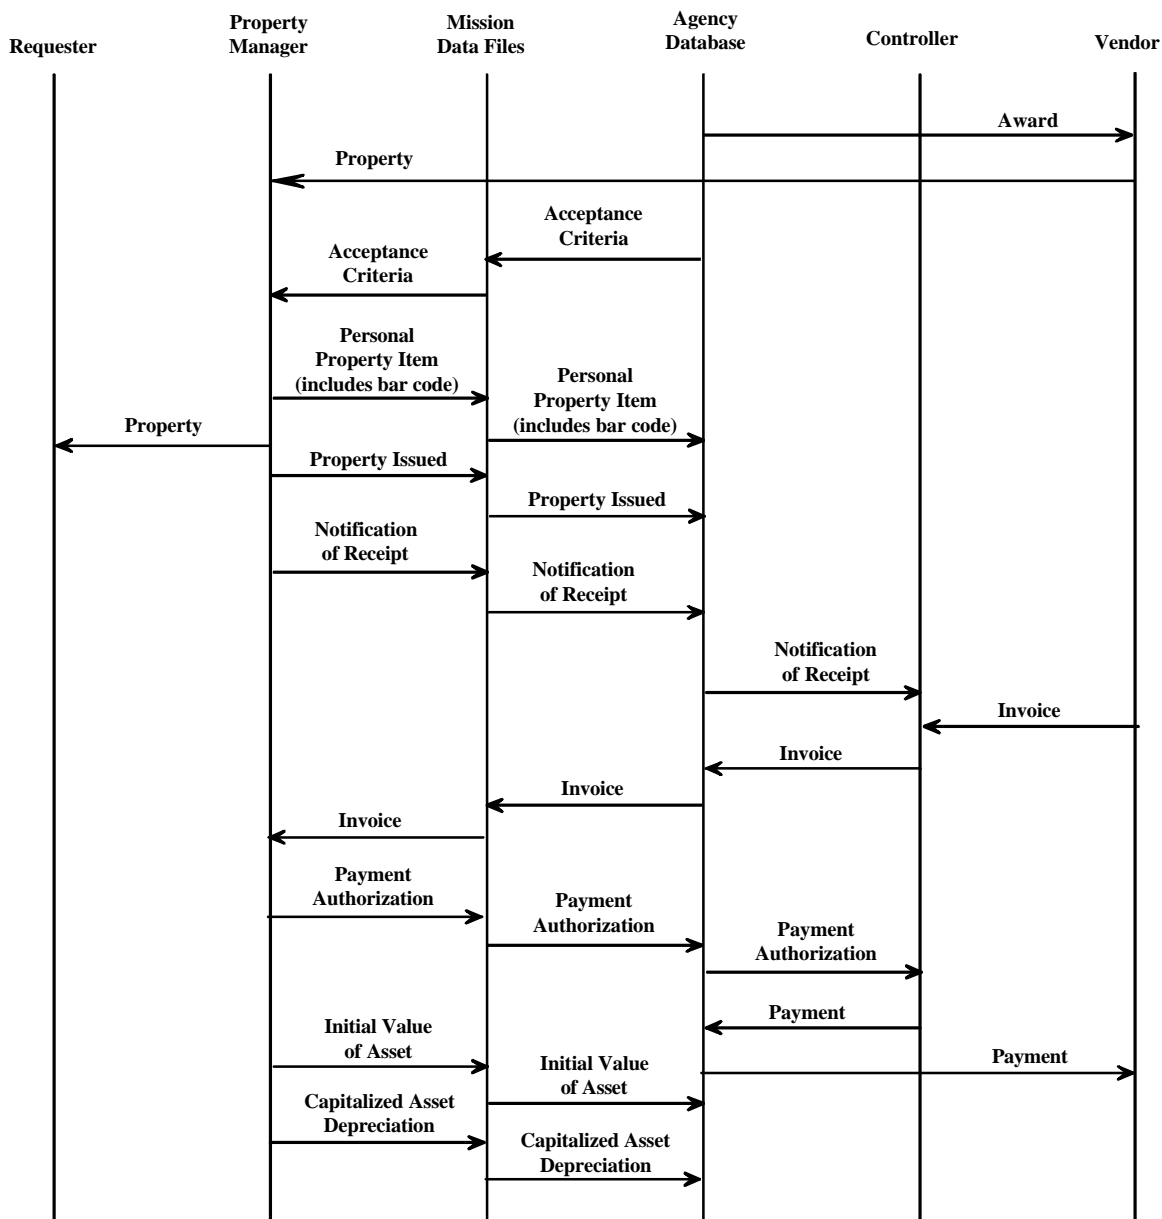 Requester
Property
Manager
Mission
Data Files
Agency
Database
Controller
Vendor
Award
Property
Acceptance
Criteria
Acceptance
Criteria
Personal
Property Item
(includes bar code)
Personal
Property Item
(includes bar code)
Property
Property Issued
Property Issued
Notification
of Receipt
Notification
of Receipt
Notification
of Receipt
Invoice
Invoice
Invoice
Invoice
Payment
Authorization
Payment
Authorization
Payment
Authorization
Payment
Initial Value
of Asset
Payment
Initial Value
of Asset
Capitalized Asset
Depreciation
Capitalized Asset
Depreciation